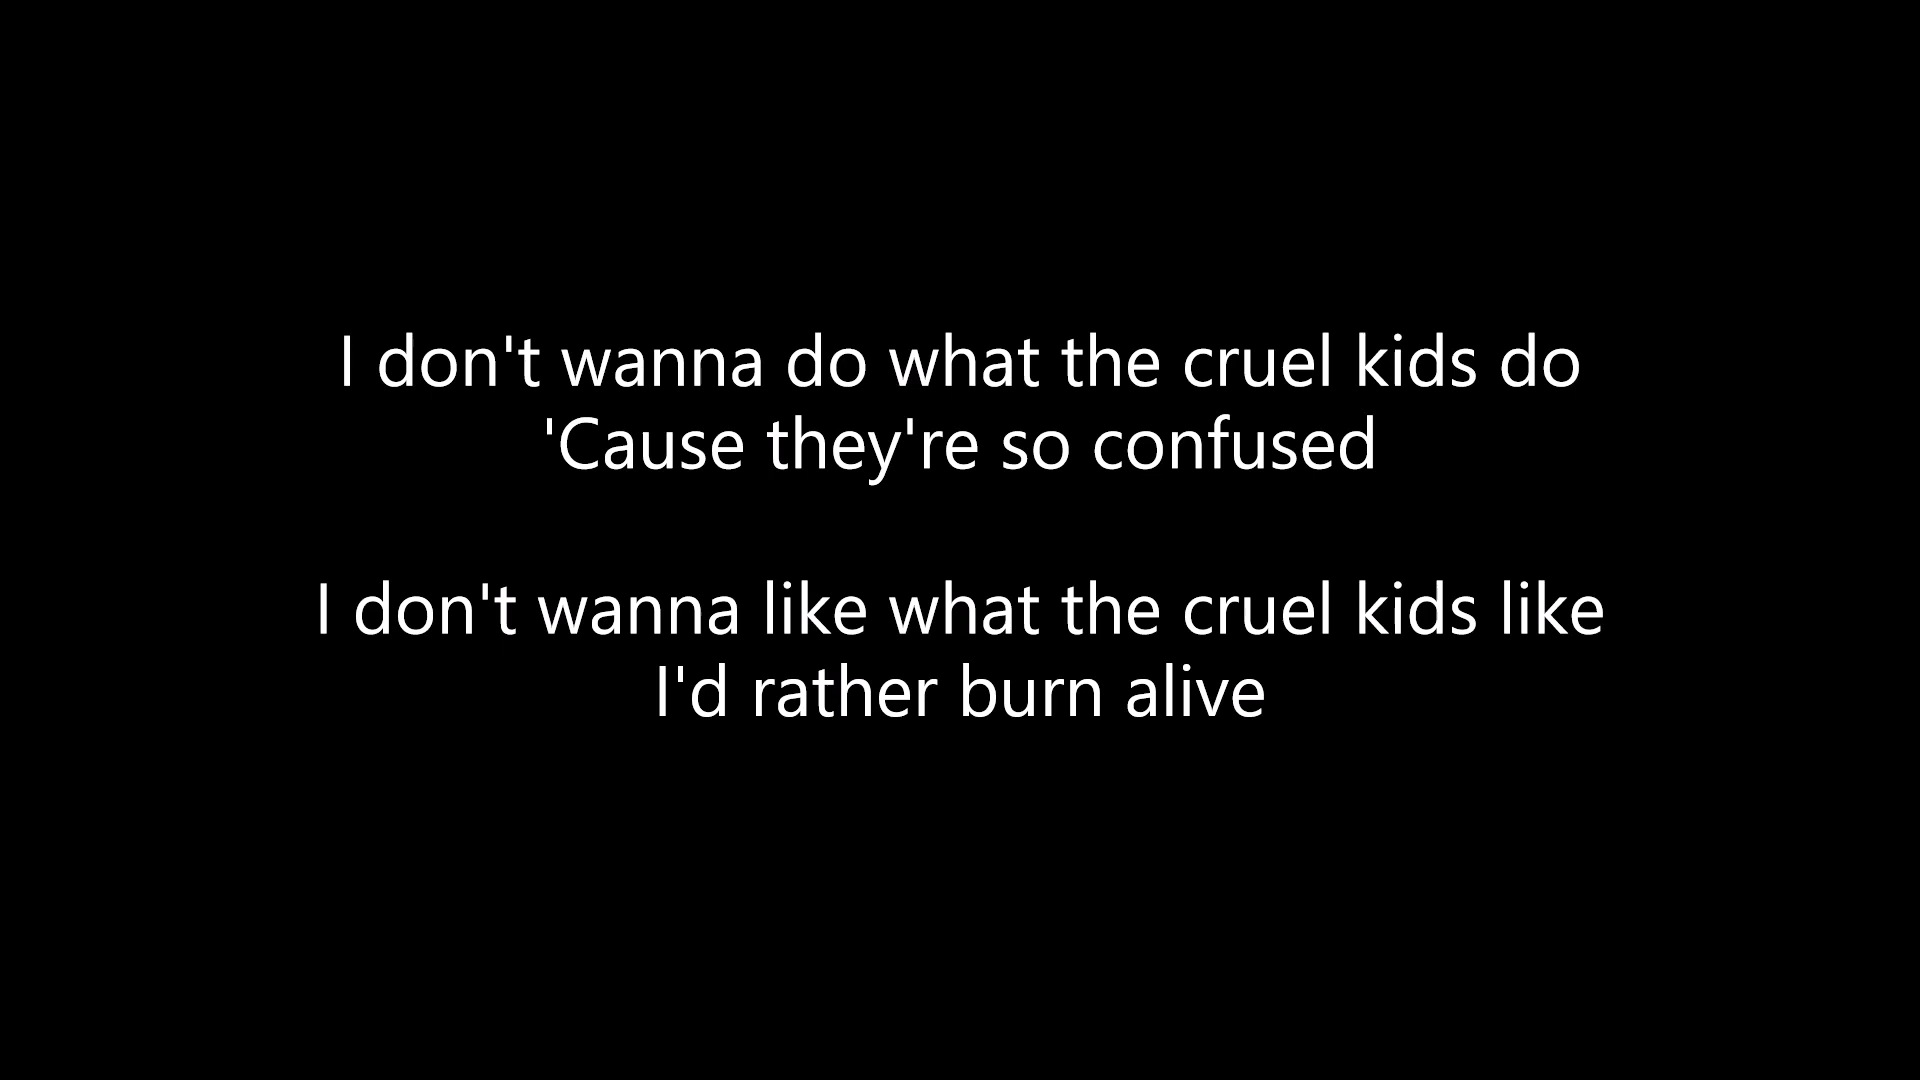 I don't wanna do what the cruel kids do
'Cause they're so confused
I don't wanna like what the cruel kids like
I'd rather burn alive